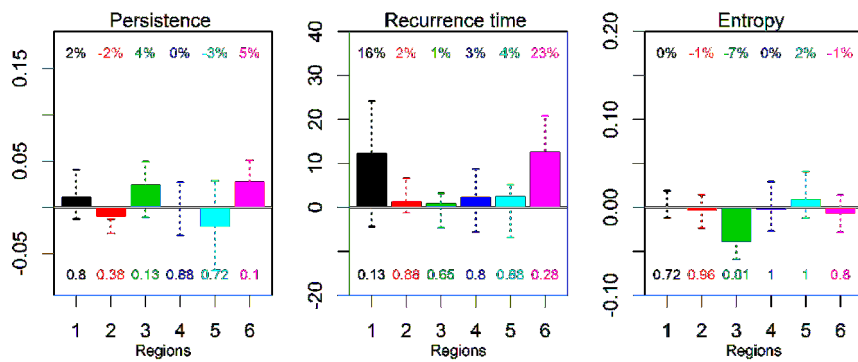 Persistence
2% -2% 4% 0% -3% 5%
0.15
0.05
-0.05
0.8 0.38 0.13 0.88 0.72 0.1
1 2 3 4 5 6
Regions
Recurrence time
16% 2% 1% 3% 4% 23%
40
20
10
0
-20
0.13 0.88 0.65 0.8 0.68 0.28
1 2 3 4 5 6
Regions
Entropy
0% -1% -7% 0% 2% -1%
0.20
0.10
0.00
-0.10
0.72 0.96 0.01 1 1 0.8
1 2 3 4 5 6
Regions